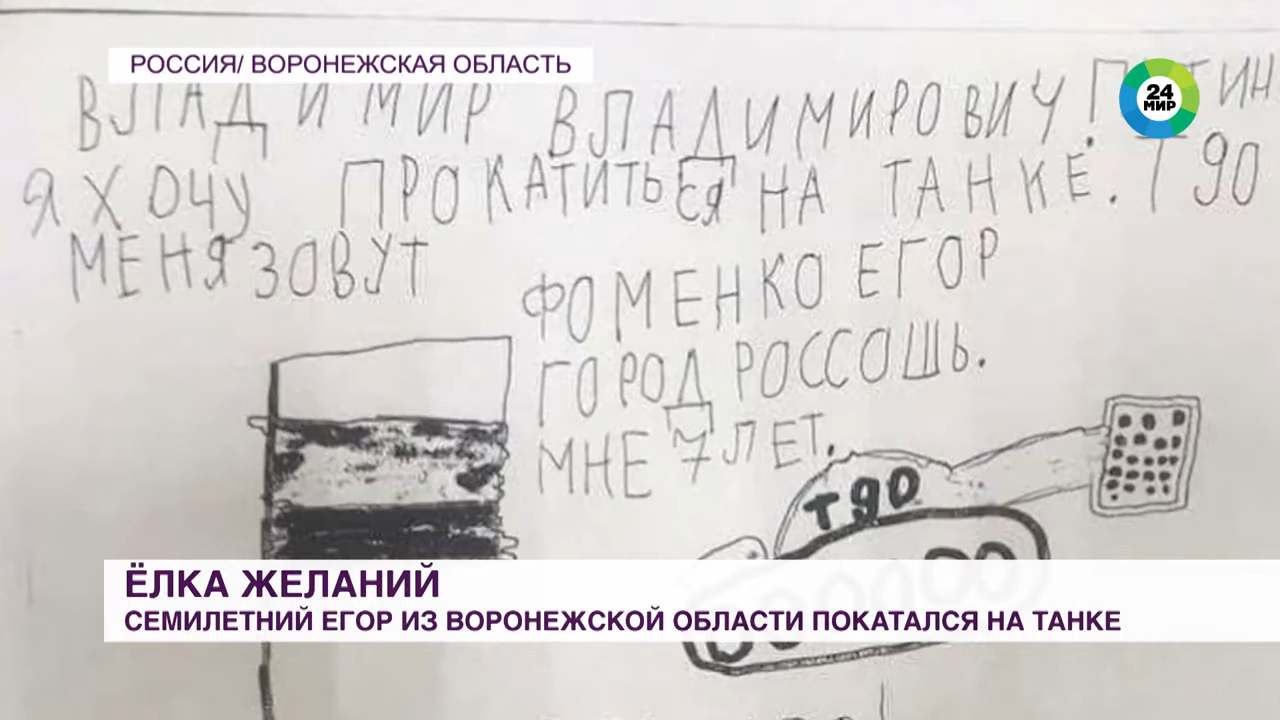 РОССИЯ/ ВОРОНЕЖСКАЯ ОБЛАСТЬ
24
МИР
ВЛАДИМИР ВЛАДИМИРОВИЧ
Я ХОЧУ ПРОКАТИТЬСЯ НА ТАНКЕ. Т 90
МЕНЯ ЗОВУТ
ФОМЕНКО ЕГОР
ГОРОД РОССОШЬ.
МНЕ 7 ЛЕТ.
Т90
ЁЛКА ЖЕЛАНИЙ
СЕМИЛЕТНИЙ ЕГОР ИЗ ВОРОНЕЖСКОЙ ОБЛАСТИ ПОКАТАЛСЯ НА ТАНКЕ